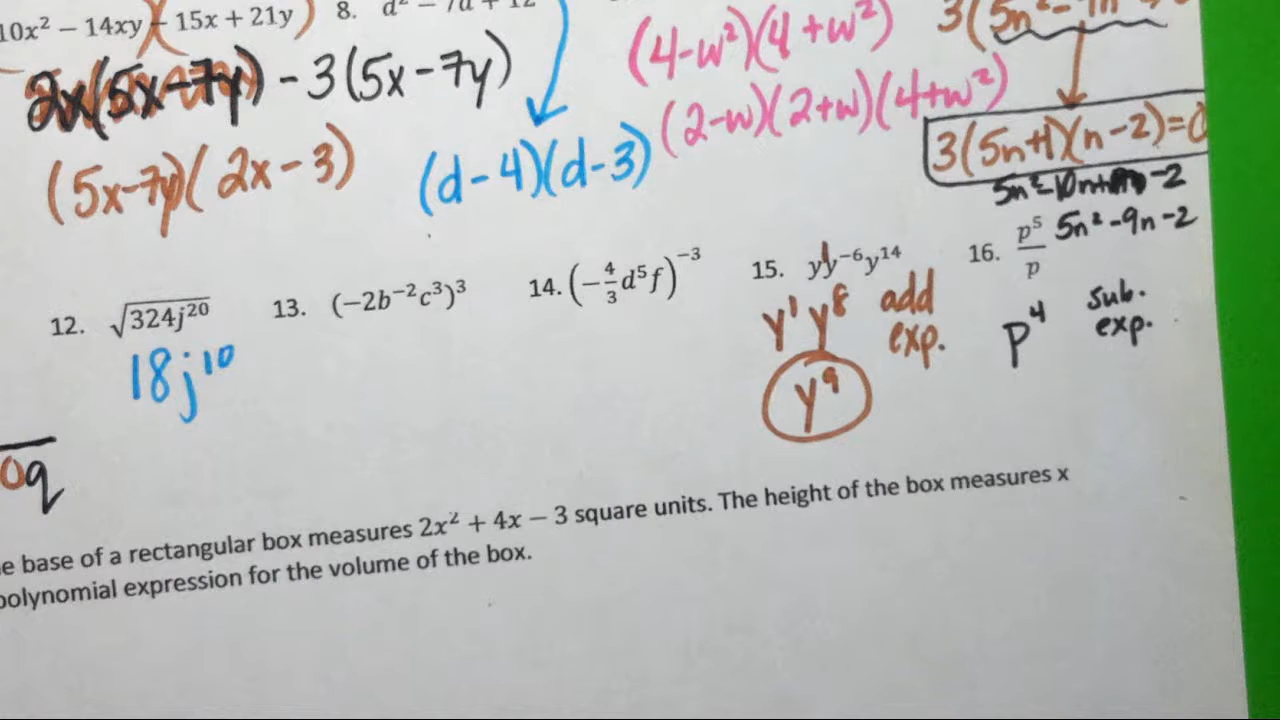 10x² − 14xy)(− 15x + 21y) 8.
2x(5x−7y) − 3(5x−7y)
(5x−7y)(2x−3)
(d−4)(d−3)
(4−w²)(4+w²)
(2−w)(2+w)(4+w²)
3(5n²−
3(5n+1)(n−2)=0
5n²−9n−2
12. √324j²⁰
18j¹⁰
13. (−2b⁻²c³)³
14. (−4/3 d⁵f)⁻³
15. yy⁻⁶y¹⁴
y¹y⁸ add exp.
y⁹
16. p⁵/p
p⁴ sub. exp.
0q
e base of a rectangular box measures 2x² + 4x − 3 square units. The height of the box measures x
polynomial expression for the volume of the box.